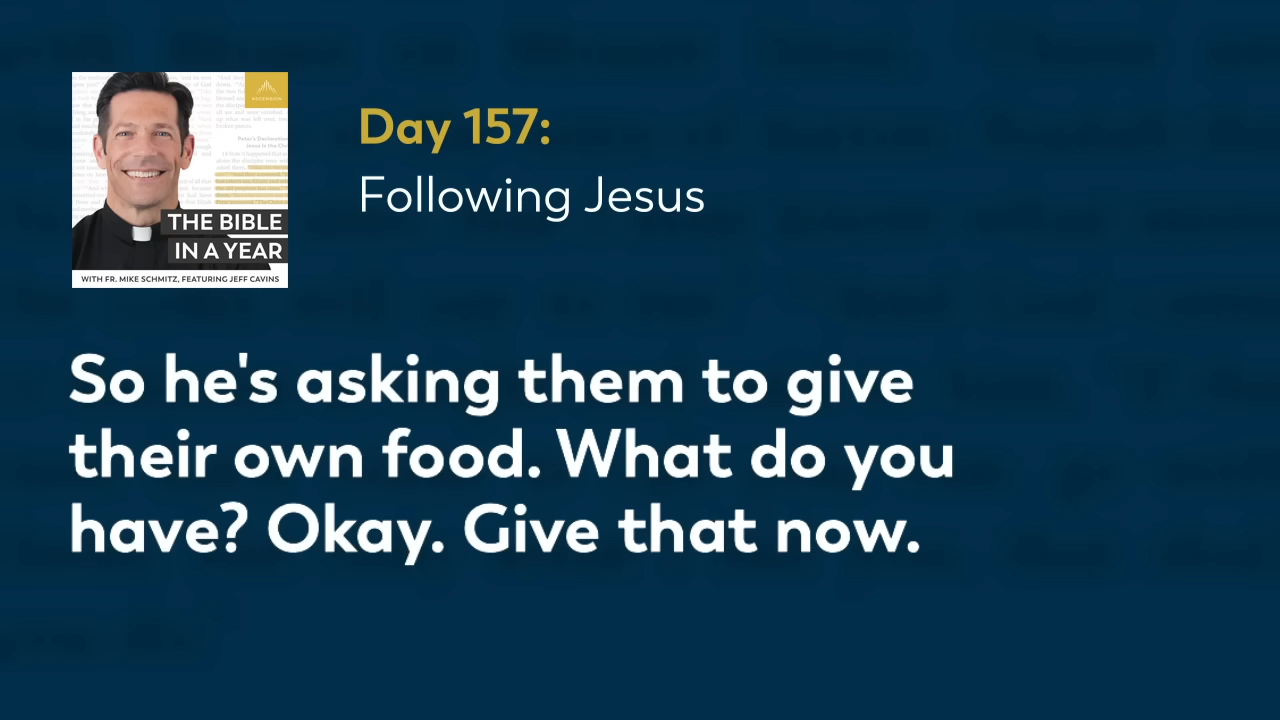 ASCENSION
Day 157:
Following Jesus
THE BIBLE
IN A YEAR
WITH FR. MIKE SCHMITZ, FEATURING JEFF CAVINS
So he's asking them to give
their own food. What do you
have? Okay. Give that now.